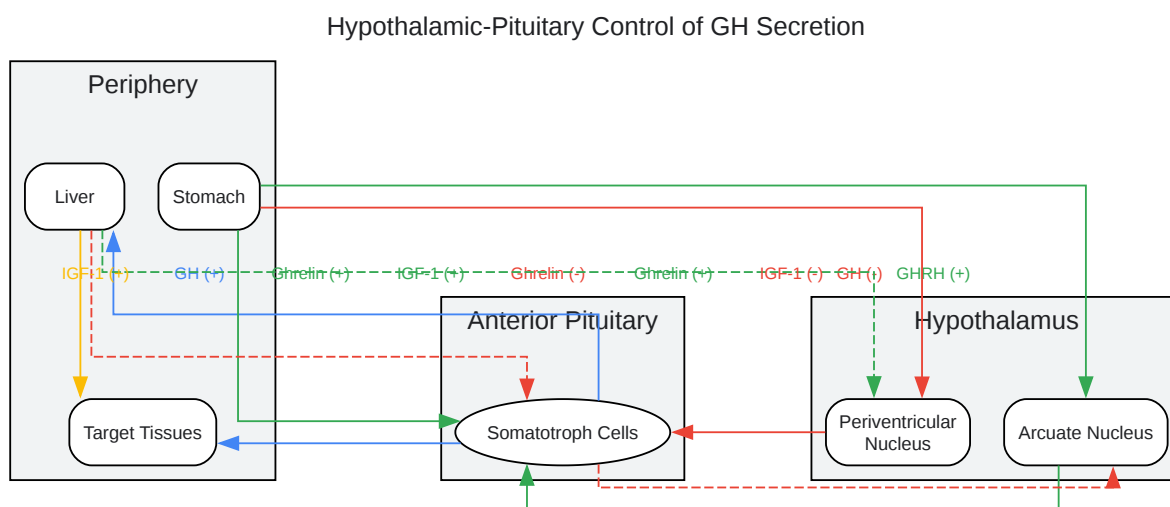 Hypothalamic-Pituitary Control of GH Secretion
Periphery
Liver
Stomach
IGF-1 (+)
GH (+)
Ghrelin (+)
IGF-1 (+)
Ghrelin (-)
Ghrelin (+)
IGF-1 (-)
GH (-)
GHRH (+)
Anterior Pituitary
Hypothalamus
Target Tissues
Somatotroph Cells
Periventricular
Nucleus
Arcuate Nucleus